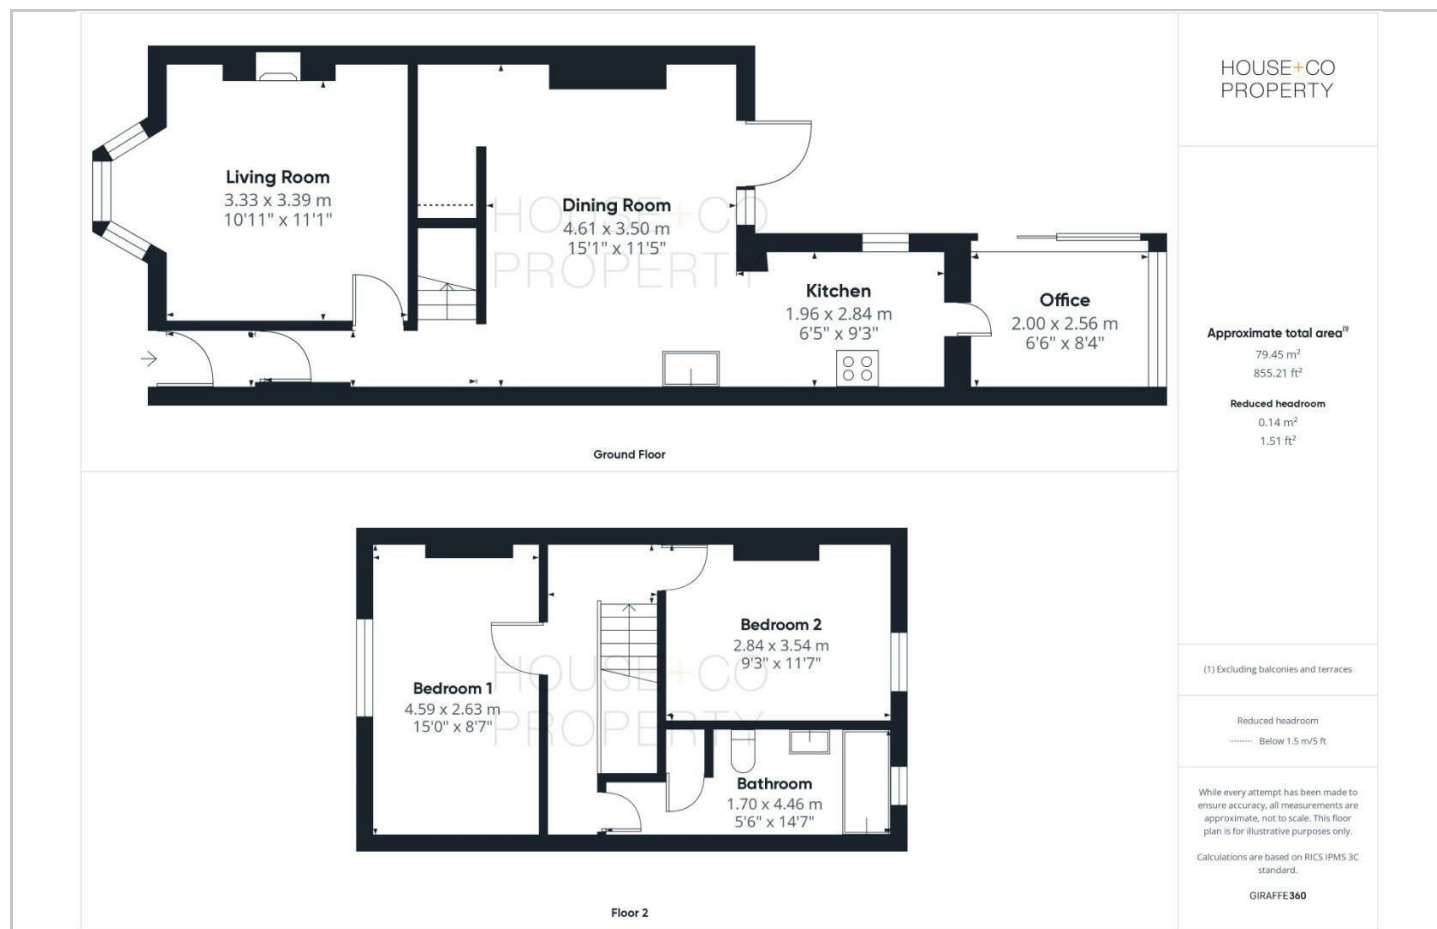 HOUSE+CO
PROPERTY
Living Room
3.33 x 3.39 m
10'11" x 11'1"
Dining Room
4.61 x 3.50 m
15'1" x 11'5"
HOUSE+CO
PROPERTY
Kitchen
1.96 x 2.84 m
6'5" x 9'3"
Office
2.00 x 2.56 m
6'6" x 8'4"
Ground Floor
Approximate total area(1)
79.45 m²
855.21 ft²
Reduced headroom
0.14 m²
1.51 ft²
Bedroom 1
4.59 x 2.63 m
15'0" x 8'7"
Bedroom 2
2.84 x 3.54 m
9'3" x 11'7"
HOUSE+CO
PROPERTY
Bathroom
1.70 x 4.46 m
5'6" x 14'7"
Floor 2
(1) Excluding balconies and terraces
Reduced headroom
Below 1.5 m/5 ft
While every attempt has been made to
ensure accuracy, all measurements are
approximate, not to scale. This floor
plan is for illustrative purposes only.
Calculations are based on RICS IPMS 3C
standard.
GIRAFFE360